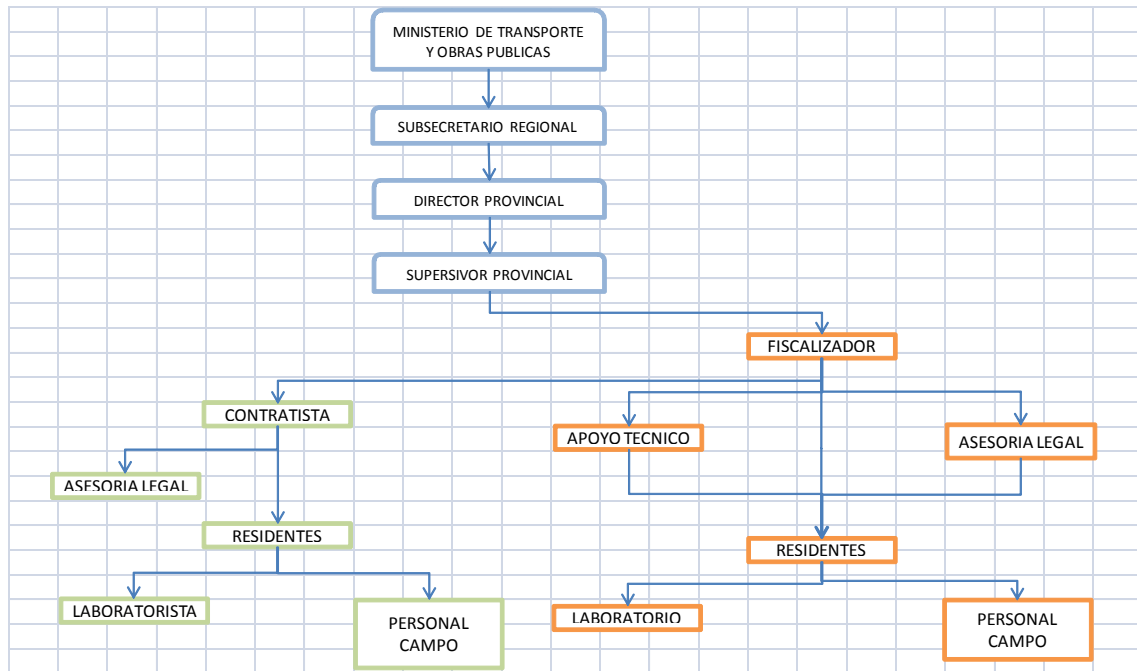 MINISTERIO DE TRANSPORTE
Y OBRAS PUBLICAS
SUBSECRETARIO REGIONAL
DIRECTOR PROVINCIAL
SUPERSIVOR PROVINCIAL
FISCALIZADOR
CONTRATISTA
APOYO TECNICO
ASESORIA LEGAL
ASESORIA LEGAL
RESIDENTES
RESIDENTES
LABORATORISTA
PERSONAL
CAMPO
LABORATORIO
PERSONAL
CAMPO